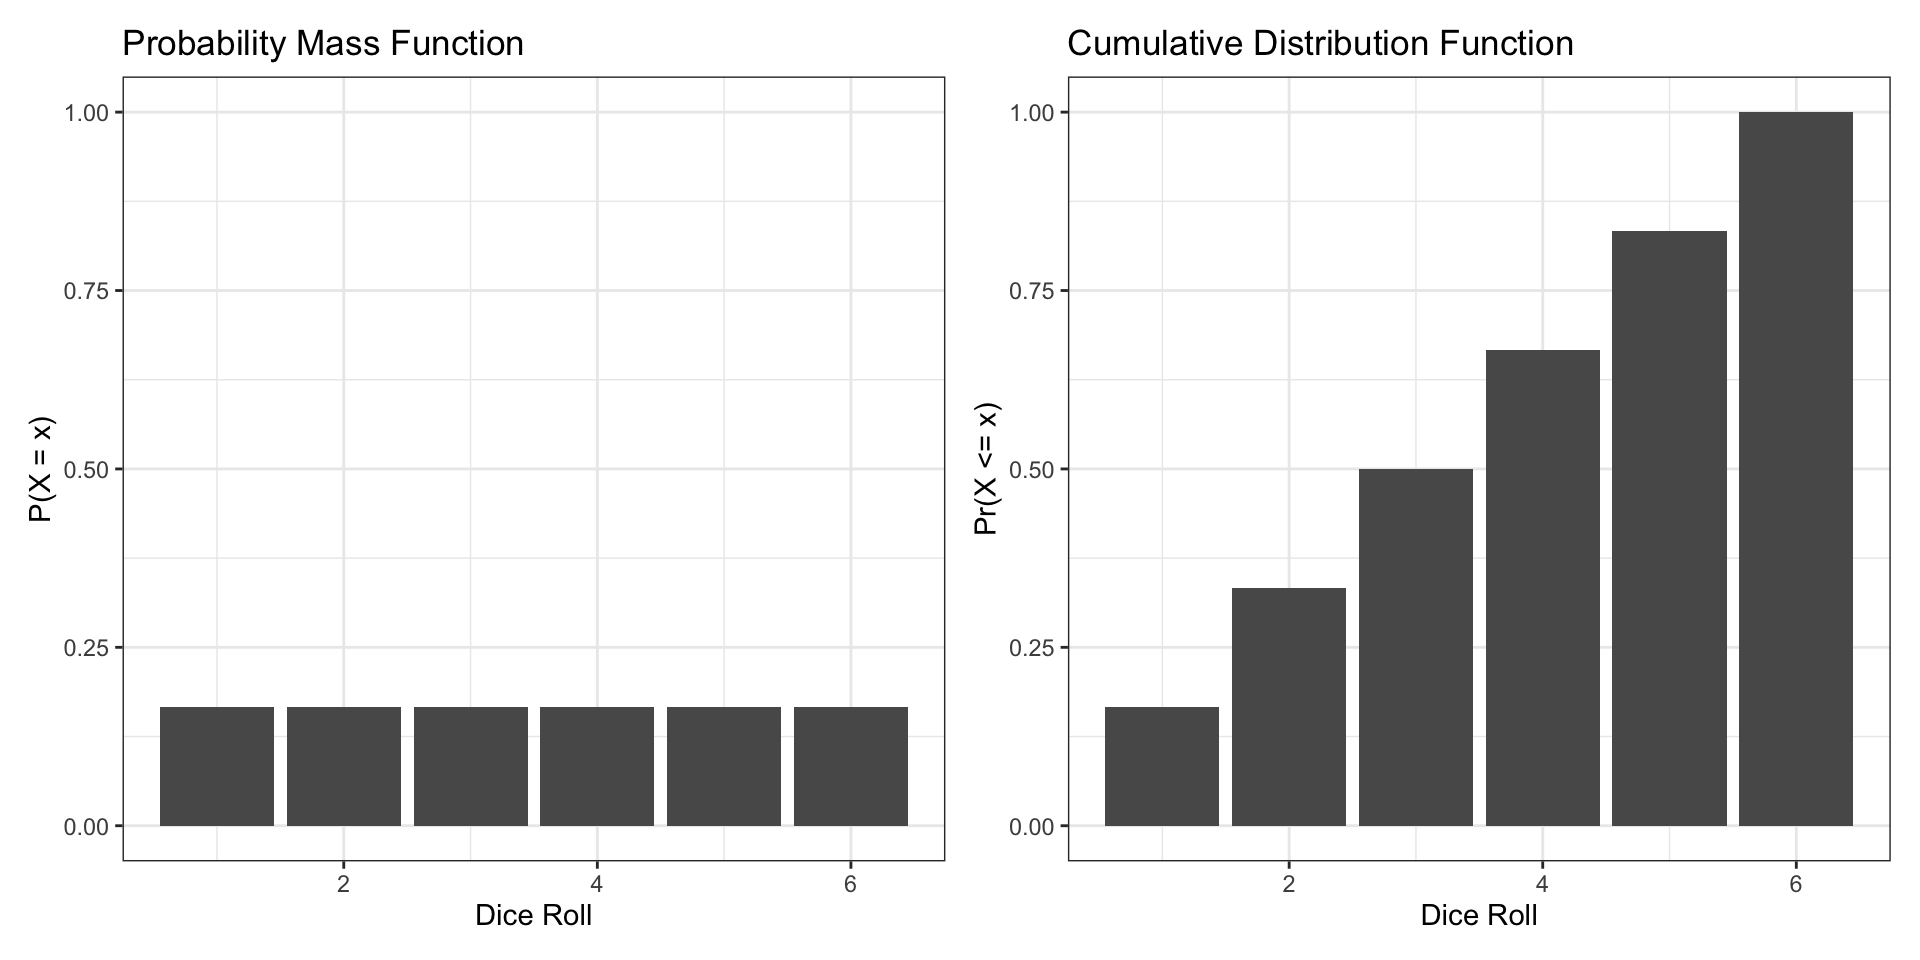 Probability Mass Function
1.00
0.75
0.50
0.25
0.00
P(X = x)
2 4 6
Dice Roll
Cumulative Distribution Function
1.00
0.75
0.50
0.25
0.00
Pr(X <= x)
2 4 6
Dice Roll